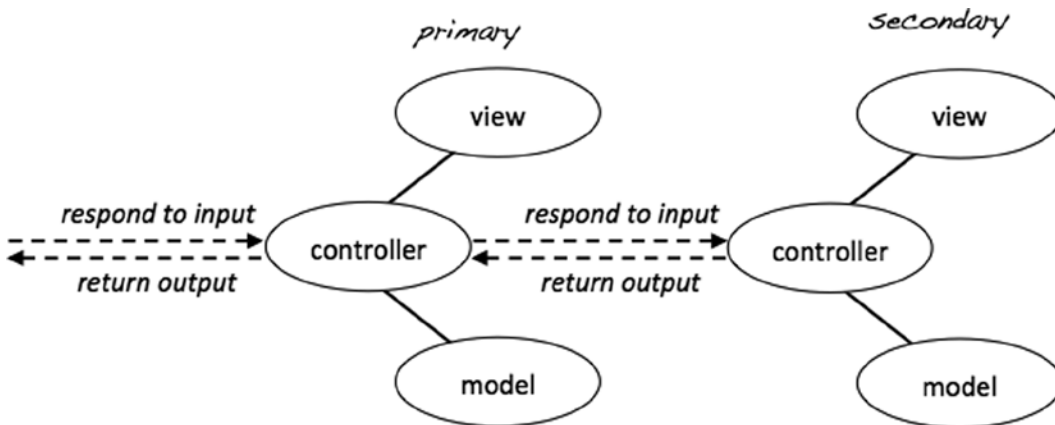 primary
secondary
view
view
respond to input
respond to input
controller
controller
return output
return output
model
model